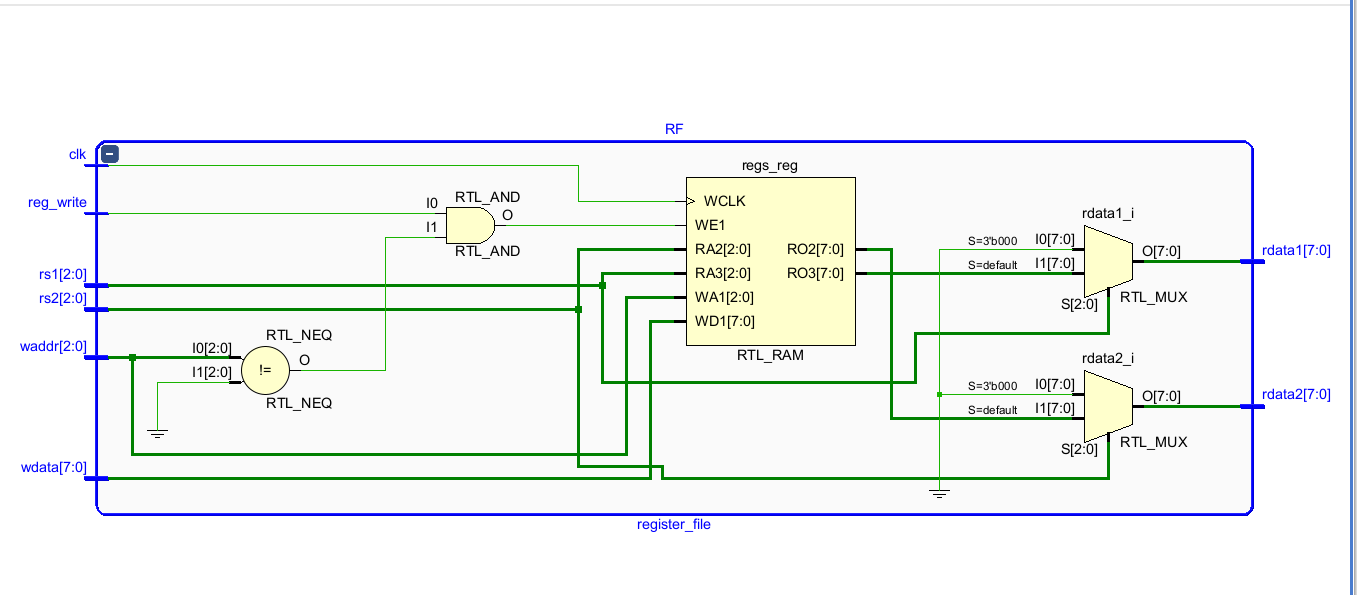 RF
clk
regs_reg
reg_write
I0
RTL_AND
I1
O
RTL_AND
WCLK
WE1
RA2[2:0]
RO2[7:0]
RA3[2:0]
RO3[7:0]
WA1[2:0]
WD1[7:0]
RTL_RAM
rdata1_i
S=3'b000
I0[7:0]
S=default
I1[7:0]
O[7:0]
rdata1[7:0]
S[2:0]
RTL_MUX
rs1[2:0]
rs2[2:0]
waddr[2:0]
RTL_NEQ
I0[2:0]
I1[2:0]
!=
O
RTL_NEQ
rdata2_i
S=3'b000
I0[7:0]
S=default
I1[7:0]
O[7:0]
rdata2[7:0]
S[2:0]
RTL_MUX
wdata[7:0]
register_file